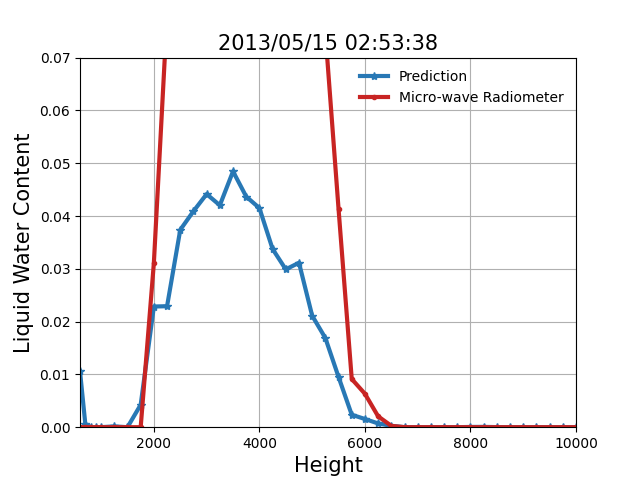 2013/05/15 02:53:38
Prediction
Micro-wave Radiometer
Liquid Water Content
0.07
0.06
0.05
0.04
0.03
0.02
0.01
0.00
2000 4000 6000 8000 10000
Height